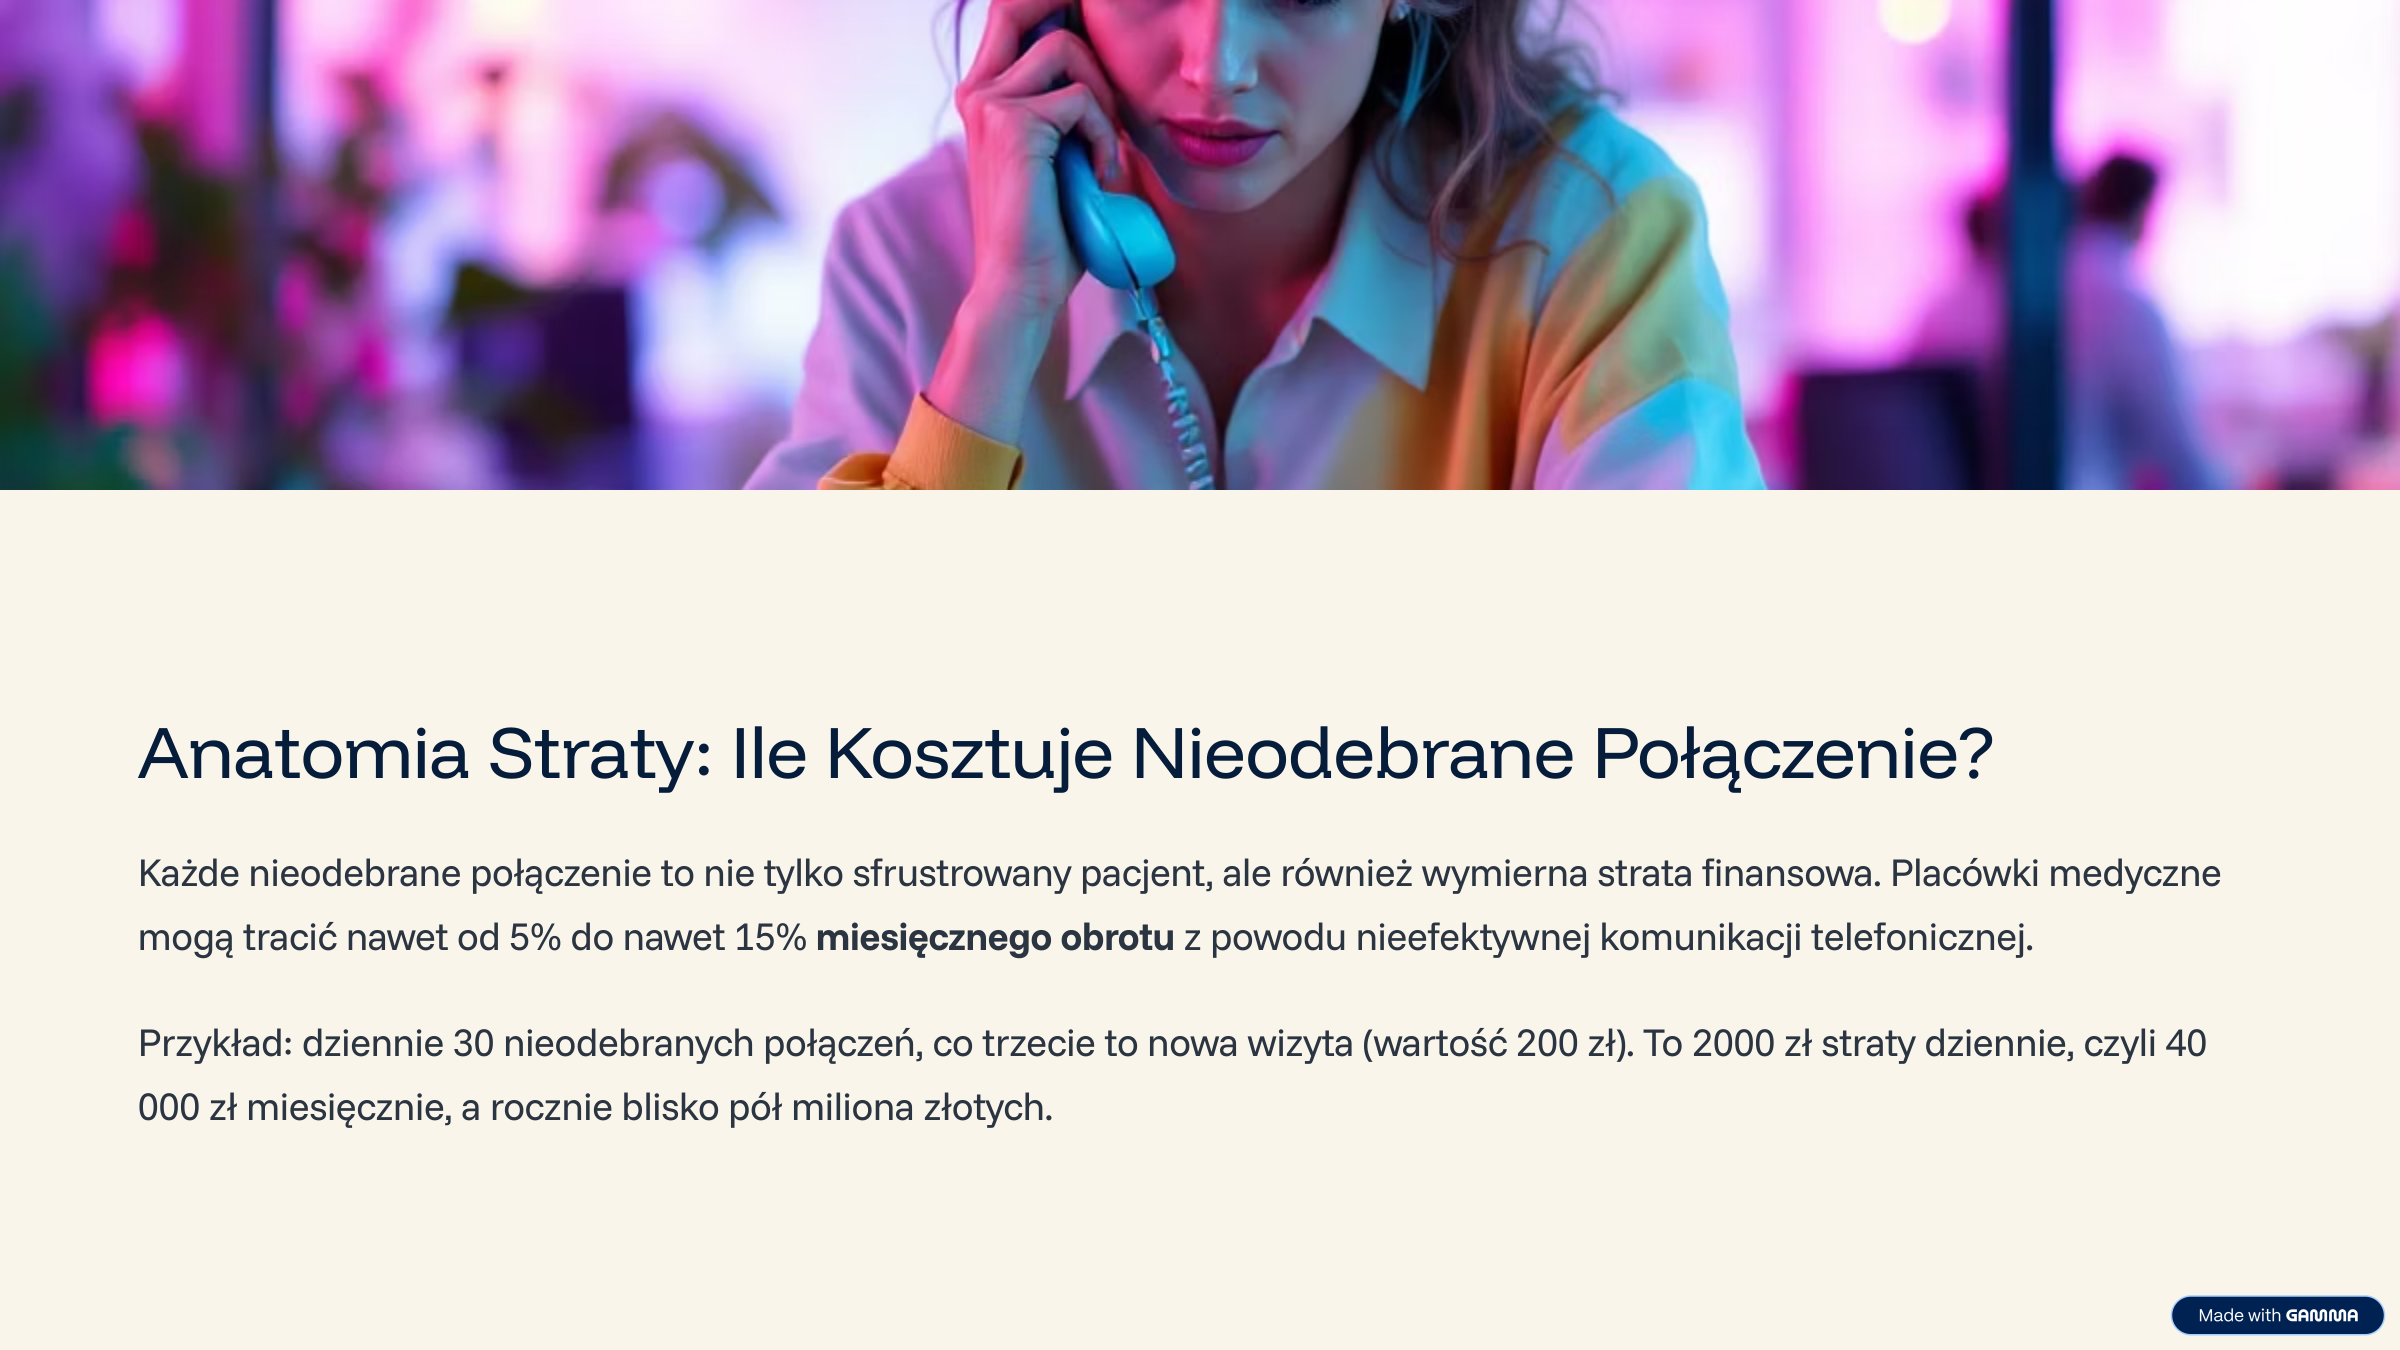 Anatomia Straty: Ile Kosztuje Nieodebrane Połączenie?
Każde nieodebrane połączenie to nie tylko sfrustrowany pacjent, ale również wymierna strata finansowa. Placówki medyczne
mogą tracić nawet od 5% do nawet 15% miesięcznego obrotu z powodu nieefektywnej komunikacji telefonicznej.
Przykład: dziennie 30 nieodebranych połączeń, co trzecie to nowa wizyta (wartość 200 zł). To 2000 zł straty dziennie, czyli 40
000 zł miesięcznie, a rocznie blisko pół miliona złotych.
Made with GAMMA